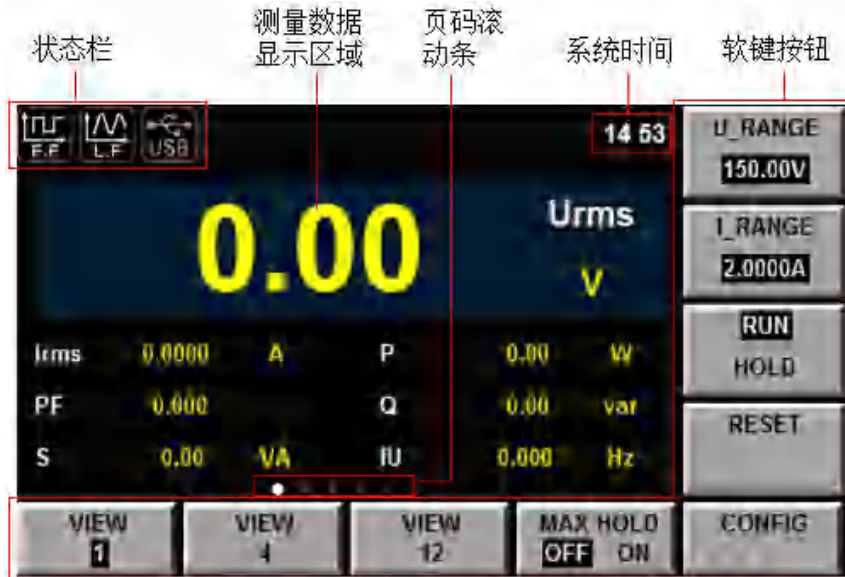 状态栏
测量数据
显示区域
页码滚
动条
系统时间
软键按钮
F.F
L.F
USB
14 53
U_RANGE
150.00V
0.00
Urms
V
I_RANGE
2.0000A
Irms 0.0000 A P 0.00 W
RUN
HOLD
PF 0.000 Q 0.00 var
RESET
S 0.00 VA IU 0.000 Hz
VIEW
1
VIEW
4
VIEW
12
MAX HOLD
OFF ON
CONFIG